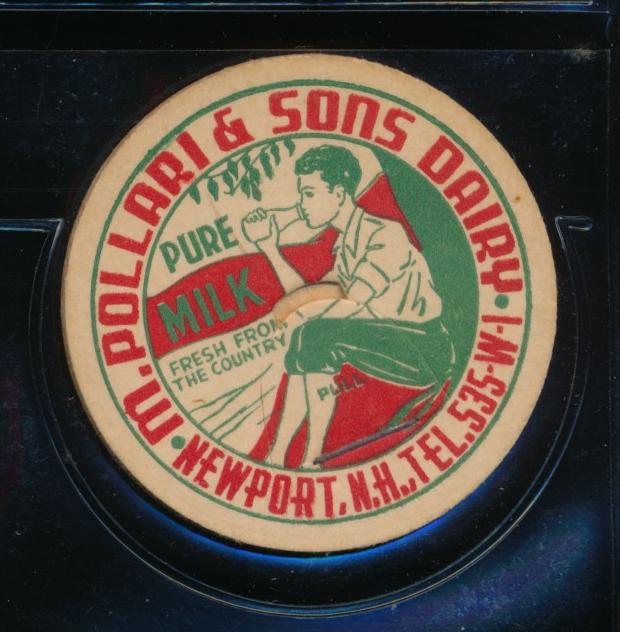 M. POLLARI & SONS DAIRY
NEWPORT, N.H., TEL. 535-W-1
PURE
MILK
FRESH FROM
THE COUNTRY
PULL